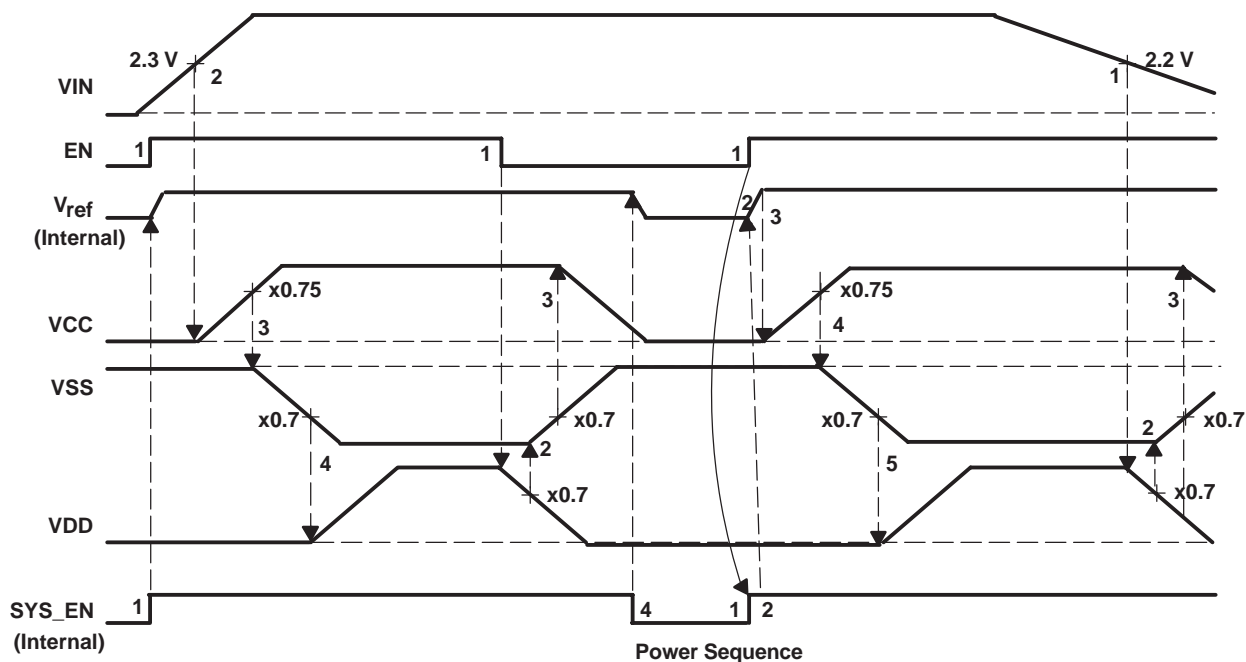 2.3 V
2
1
2.2 V
VIN
EN
1
1
1
Vref
(Internal)
2
3
x0.75
3
x0.75
3
VCC
3
4
VSS
x0.7
x0.7
x0.7
2
x0.7
4
2
5
x0.7
x0.7
VDD
SYS_EN
(Internal)
1
4
1
2
Power Sequence